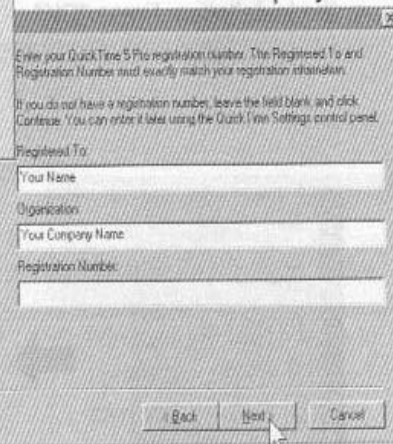 Enter your QuickTime 5 Pro registration number. The Registered To and
Registration Number must exactly match your registration information.
If you do not have a registration number, leave the field blank and click
Continue. You can enter it later using the QuickTime Settings control panel.
Registered To:
Your Name
Organization:
Your Company Name
Registration Number:
< Back Next > Cancel